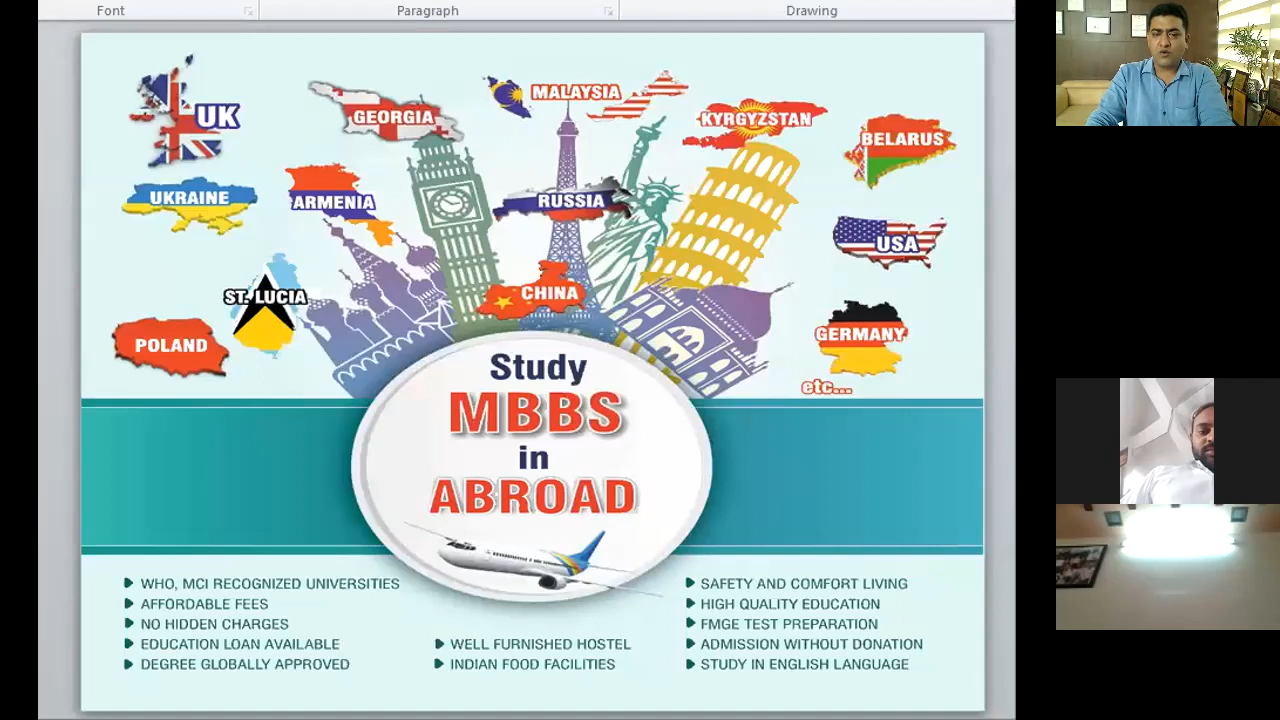 Font
Paragraph
Drawing
UK
GEORGIA
MALAYSIA
KYRGYZSTAN
BELARUS
UKRAINE
ARMENIA
RUSSIA
USA
ST. LUCIA
CHINA
POLAND
GERMANY
etc...
Study
MBBS
in
ABROAD
WHO, MCI RECOGNIZED UNIVERSITIES
AFFORDABLE FEES
NO HIDDEN CHARGES
EDUCATION LOAN AVAILABLE
DEGREE GLOBALLY APPROVED
WELL FURNISHED HOSTEL
INDIAN FOOD FACILITIES
SAFETY AND COMFORT LIVING
HIGH QUALITY EDUCATION
FMGE TEST PREPARATION
ADMISSION WITHOUT DONATION
STUDY IN ENGLISH LANGUAGE